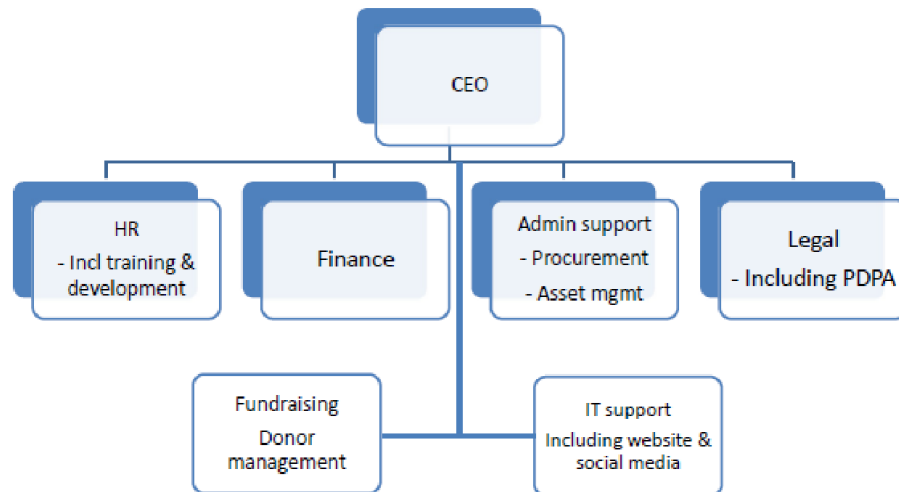 CEO
HR
- Incl training &
development
Finance
Admin support
- Procurement
- Asset mgmt
Legal
- Including PDPA
Fundraising
Donor
management
IT support
Including website &
social media